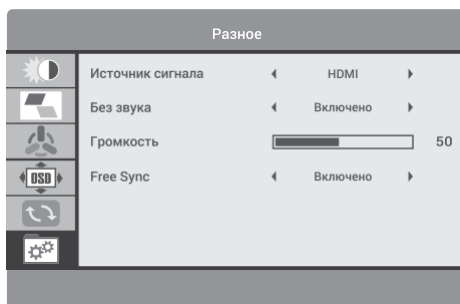 Разное
Источник сигнала HDMI
Без звука Включено
Громкость 50
OSD
Free Sync Включено